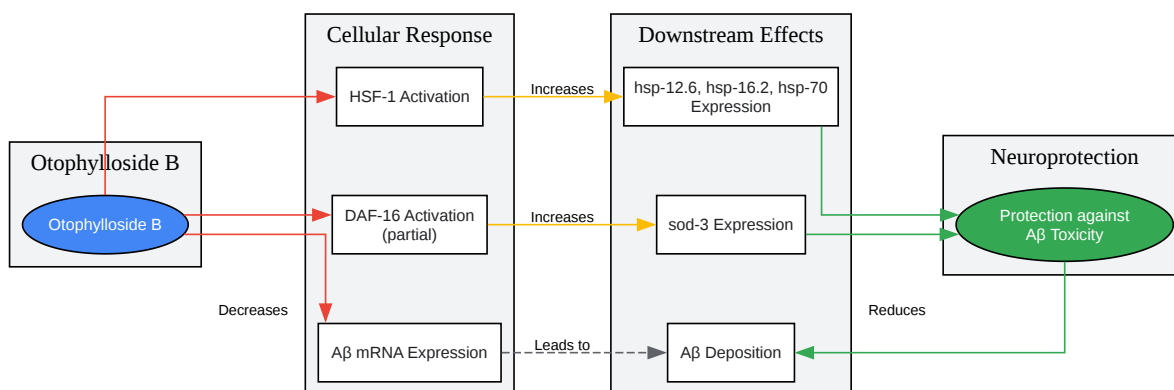 Cellular Response
Downstream Effects
HSF-1 Activation
Increases
hsp-12.6, hsp-16.2, hsp-70
Expression
Otophylloside B
Neuroprotection
Otophylloside B
DAF-16 Activation
(partial)
Increases
sod-3 Expression
Protection against
Aβ Toxicity
Decreases
Reduces
Aβ mRNA Expression
Leads to
Aβ Deposition